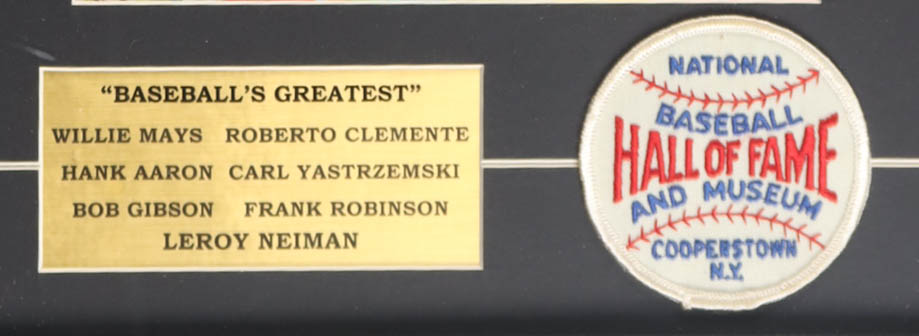 “BASEBALL'S GREATEST”
WILLIE MAYS ROBERTO CLEMENTE
HANK AARON CARL YASTRZEMSKI
BOB GIBSON FRANK ROBINSON
LEROY NEIMAN
NATIONAL
BASEBALL
HALL OF FAME
AND MUSEUM
COOPERSTOWN
N.Y.